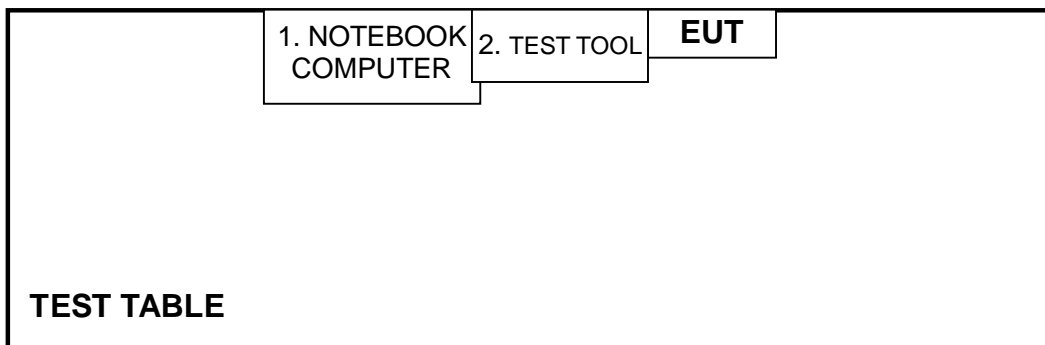 1. NOTEBOOK
COMPUTER
2. TEST TOOL
EUT
TEST TABLE